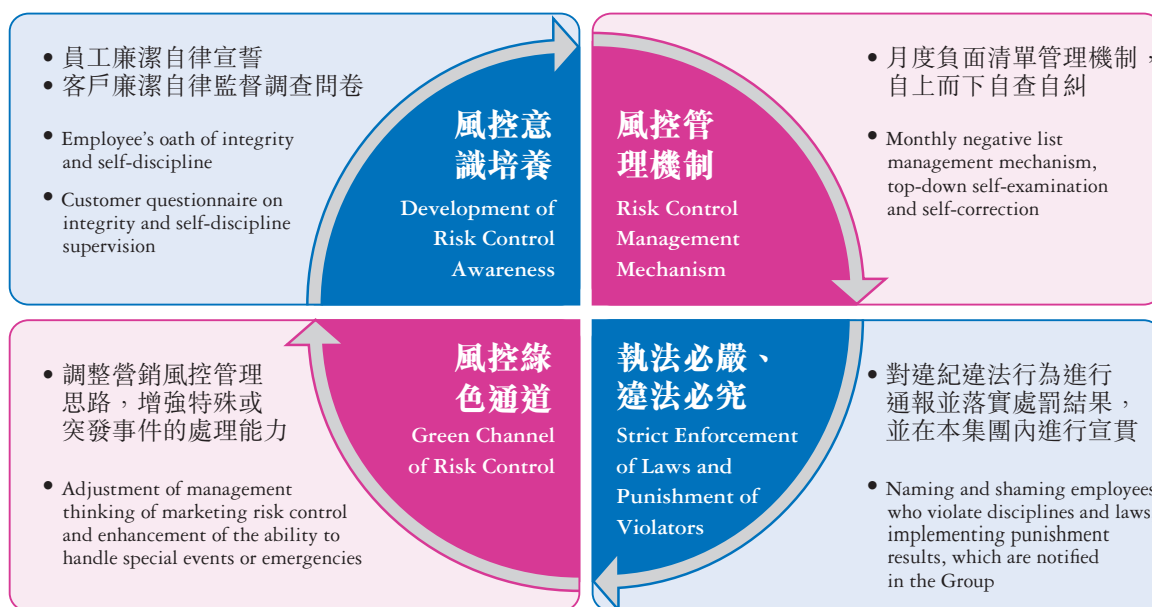 • 員工廉潔自律宣誓
• 客戶廉潔自律監督調查問卷
• Employee's oath of integrity
and self-discipline
• Customer questionnaire on
integrity and self-discipline
supervision
風控意
識培養
Development of
Risk Control
Awareness
風控管
理機制
Risk Control
Management
Mechanism
• 月度負面清單管理機制，
自上而下自查自糾
• Monthly negative list
management mechanism,
top-down self-examination
and self-correction
• 調整營銷風控管理
思路，增強特殊或
突發事件的處理能力
• Adjustment of management
thinking of marketing risk control
and enhancement of the ability to
handle special events or emergencies
風控綠
色通道
Green Channel
of Risk Control
執法必嚴、
違法必究
Strict Enforcement
of Laws and
Punishment of
Violators
• 對違紀違法行為進行
通報並落實處罰結果，
並在本集團內進行宣貫
• Naming and shaming employees
who violate disciplines and laws
implementing punishment
results, which are notified
in the Group